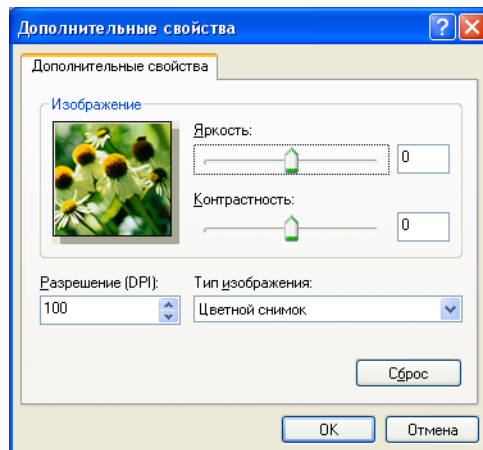 Дополнительные свойства
Дополнительные свойства
Изображение
Яркость:
0
Контрастность:
0
Разрешение (DPI):
Тип изображения:
100
Цветной снимок
Сброс
OK
Отмена